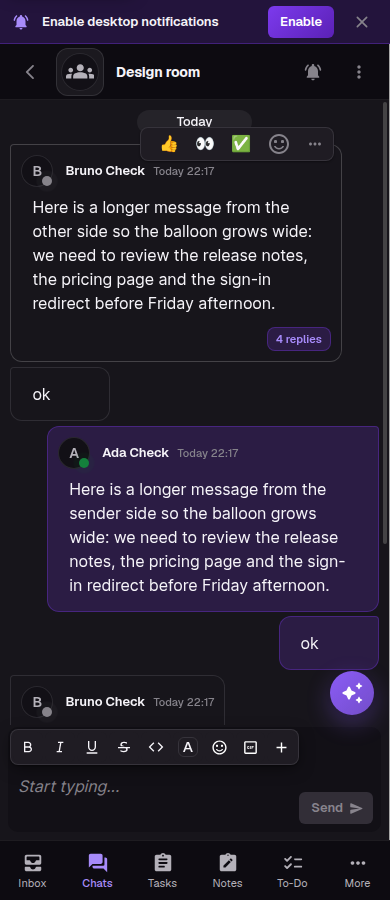 Enable desktop notifications
Enable
Design room
Today
B
Bruno Check Today 22:17
Here is a longer message from the
other side so the balloon grows wide:
we need to review the release notes,
the pricing page and the sign-in
redirect before Friday afternoon.
4 replies
ok
A
Ada Check Today 22:17
Here is a longer message from the
sender side so the balloon grows
wide: we need to review the release
notes, the pricing page and the sign-
in redirect before Friday afternoon.
ok
B
Bruno Check Today 22:17
B I U S A GIF
Start typing...
Send
Inbox Chats Tasks Notes To-Do More